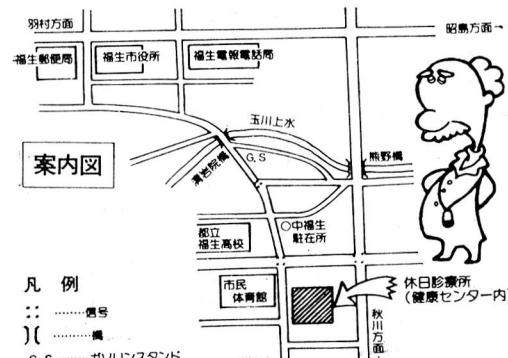 羽村方面
昭島方面→
福生郵便局
福生市役所
福生電報電話局
玉川上水
G.S
熊野橋
清岩院橋
案内図
都立
福生高校
○中福生
駐在所
市民
体育館
休日診療所
(健康センター内)
秋川方面
凡 例
………信号
)( ………橋
G.S………ガソリンスタンド